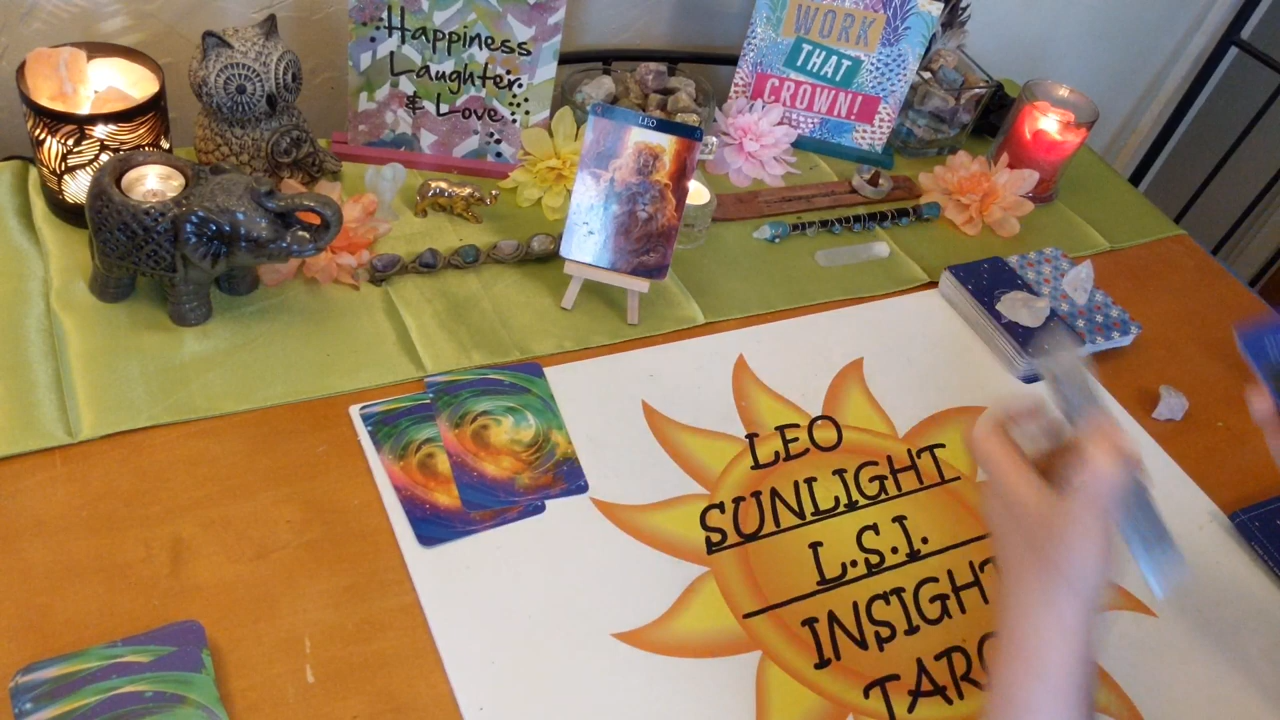 Happiness
Laughter
& Love
WORK
THAT
CROWN!
LEO
LEO
SUNLIGHT
L.S.I.
INSIGHT